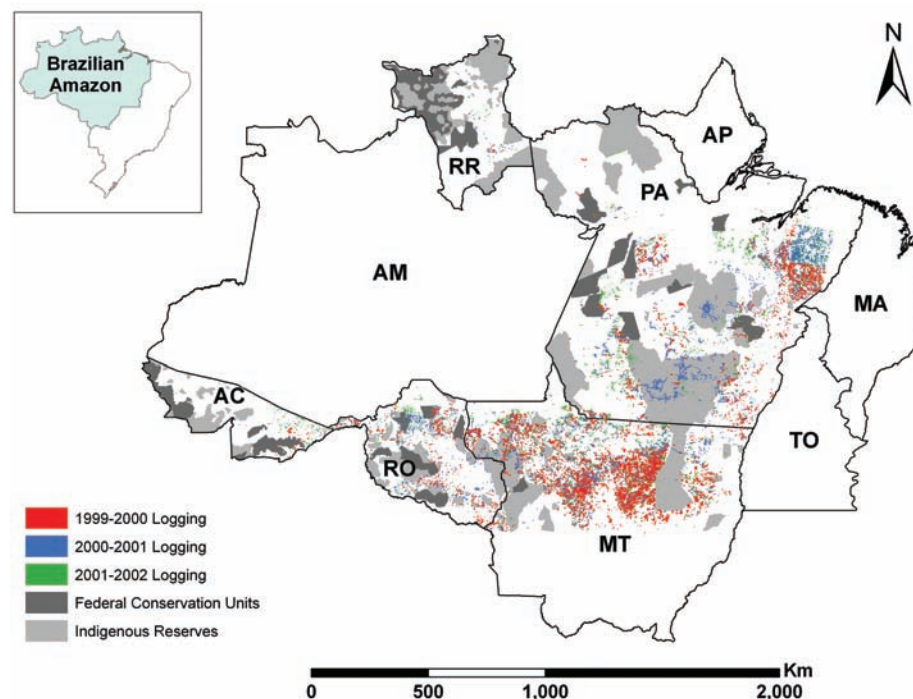 Brazilian
Amazon
N
RR
AP
PA
AM
MA
AC
TO
RO
MT
1999-2000 Logging
2000-2001 Logging
2001-2002 Logging
Federal Conservation Units
Indigenous Reserves
Km
0 500 1,000 2,000